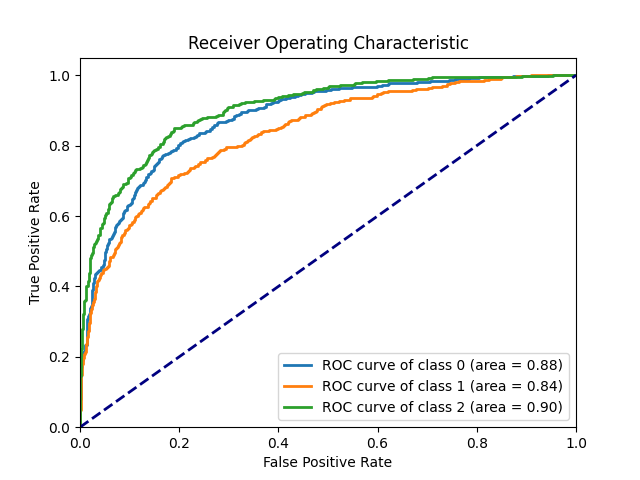 Receiver Operating Characteristic
True Positive Rate
1.0
0.8
0.6
0.4
0.2
0.0
ROC curve of class 0 (area = 0.88)
ROC curve of class 1 (area = 0.84)
ROC curve of class 2 (area = 0.90)
0.0 0.2 0.4 0.6 0.8 1.0
False Positive Rate